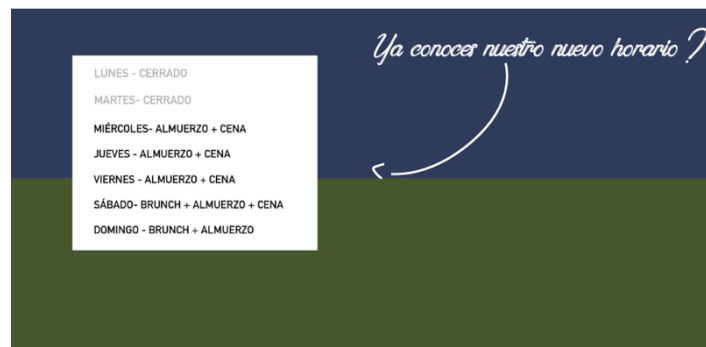 Ya conoces nuestro nuevo horario ?
LUNES - CERRADO
MARTES- CERRADO
MIÉRCOLES- ALMUERZO + CENA
JUEVES - ALMUERZO + CENA
VIERNES - ALMUERZO + CENA
SÁBADO- BRUNCH + ALMUERZO + CENA
DOMINGO - BRUNCH + ALMUERZO